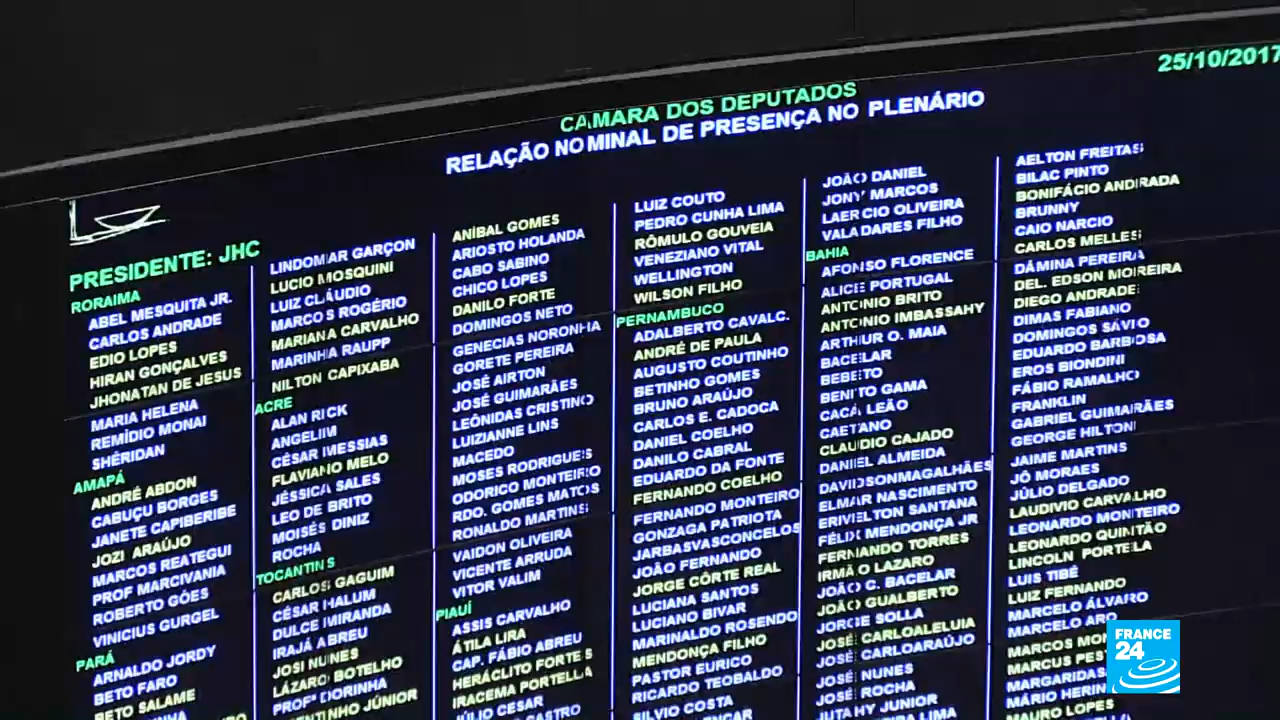 25/10/2017
CÂMARA DOS DEPUTADOS
RELAÇÃO NOMINAL DE PRESENÇA NO PLENÁRIO
PRESIDENTE: JHC
RORAIMA
ABEL MESQUITA JR.
CARLOS ANDRADE
EDIO LOPES
HIRAN GONÇALVES
JHONATAN DE JESUS
MARIA HELENA
REMÍDIO MONAI
SHÉRIDAN
AMAPÁ
ANDRÉ ABDON
CABUÇU BORGES
JANETE CAPIBERIBE
JOZI ARAÚJO
MARCOS REATEGUI
PROF MARCIVANIA
ROBERTO GÓES
VINICIUS GURGEL
PARÁ
ARNALDO JORDY
BETO FARO
BETO SALAME
LINDOMAR GARÇON
LUCIO MOSQUINI
LUIZ CLÁUDIO
MARCOS ROGÉRIO
MARIANA CARVALHO
MARINHA RAUPP
NILTON CAPIXABA
ACRE
ALAN RICK
ANGELIM
CÉSAR MESSIAS
FLAVIANO MELO
JÉSSICA SALES
LEO DE BRITO
MOISÉS DINIZ
ROCHA
TOCANTINS
CARLOS GAGUIM
CÉSAR HALUM
DULCE MIRANDA
IRAJÁ ABREU
JOSI NUNES
LÁZARO BOTELHO
PROFª DORINHA
JÚNIOR
ANÍBAL GOMES
ARIOSTO HOLANDA
CABO SABINO
CHICO LOPES
DANILO FORTE
DOMINGOS NETO
GENECIAS NORONHA
GORETE PEREIRA
JOSÉ AIRTON
JOSÉ GUIMARÃES
LEÔNIDAS CRISTINO
LUIZIANNE LINS
MACEDO
MOSES RODRIGUES
ODORICO MONTEIRO
RDO. GOMES MATOS
RONALDO MARTINS
VAIDON OLIVEIRA
VICENTE ARRUDA
VITOR VALIM
PIAUÍ
ASSIS CARVALHO
ÁTILA LIRA
CAP. FÁBIO ABREU
HERÁCLITO FORTES
IRACEMA PORTELLA
JÚLIO CESAR
CASTRO
LUIZ COUTO
PEDRO CUNHA LIMA
RÔMULO GOUVEIA
VENEZIANO VITAL
WELLINGTON
WILSON FILHO
PERNAMBUCO
ADALBERTO CAVALC.
ANDRÉ DE PAULA
AUGUSTO COUTINHO
BETINHO GOMES
BRUNO ARAÚJO
CARLOS E. CADOCA
DANIEL COELHO
DANILO CABRAL
EDUARDO DA FONTE
FERNANDO COELHO
FERNANDO MONTEIRO
GONZAGA PATRIOTA
JARBASVASCONCELOS
JOÃO FERNANDO
JORGE CÔRTE REAL
LUCIANA SANTOS
LUCIANO BIVAR
MARINALDO ROSENDO
MENDONÇA FILHO
PASTOR EURICO
RICARDO TEOBALDO
SILVIO COSTA
JOÃO DANIEL
JONY MARCOS
LAERCIO OLIVEIRA
VALADARES FILHO
BAHIA
AFONSO FLORENCE
ALICE PORTUGAL
ANTONIO BRITO
ANTONIO IMBASSAHY
ARTHUR O. MAIA
BACELAR
BEBETO
BENITO GAMA
CACÁ LEÃO
CAETANO
CLAUDIO CAJADO
DANIEL ALMEIDA
DAVIDSONMAGALHÃES
ELMAR NASCIMENTO
ERIVELTON SANTANA
FÉLIX MENDONÇA JR
FERNANDO TORRES
IRMÃO LAZARO
JOÃO C. BACELAR
JOÃO GUALBERTO
JORGE SOLLA
JOSÉ CARLOALELUIA
JOSÉ CARLOARAÚJO
JOSÉ NUNES
JOSÉ ROCHA
JUTAHY JUNIOR
LIMA
AELTON FREITAS
BILAC PINTO
BONIFÁCIO ANDRADA
BRUNNY
CAIO NARCIO
CARLOS MELLES
DÂMINA PEREIRA
DEL. EDSON MOREIRA
DIEGO ANDRADE
DIMAS FABIANO
DOMINGOS SÁVIO
EDUARDO BARBOSA
EROS BIONDINI
FÁBIO RAMALHO
FRANKLIN
GABRIEL GUIMARÃES
GEORGE HILTON
JAIME MARTINS
JÔ MORAES
JÚLIO DELGADO
LAUDIVIO CARVALHO
LEONARDO MONTEIRO
LEONARDO QUINTÃO
LINCOLN PORTELA
LUIS TIBÉ
LUIZ FERNANDO
MARCELO ÁLVARO
MARCELO ARO
MARCOS
MARCUS
MARGARIDA
MÁRIO
MAURO LOPES
FRANCE
24